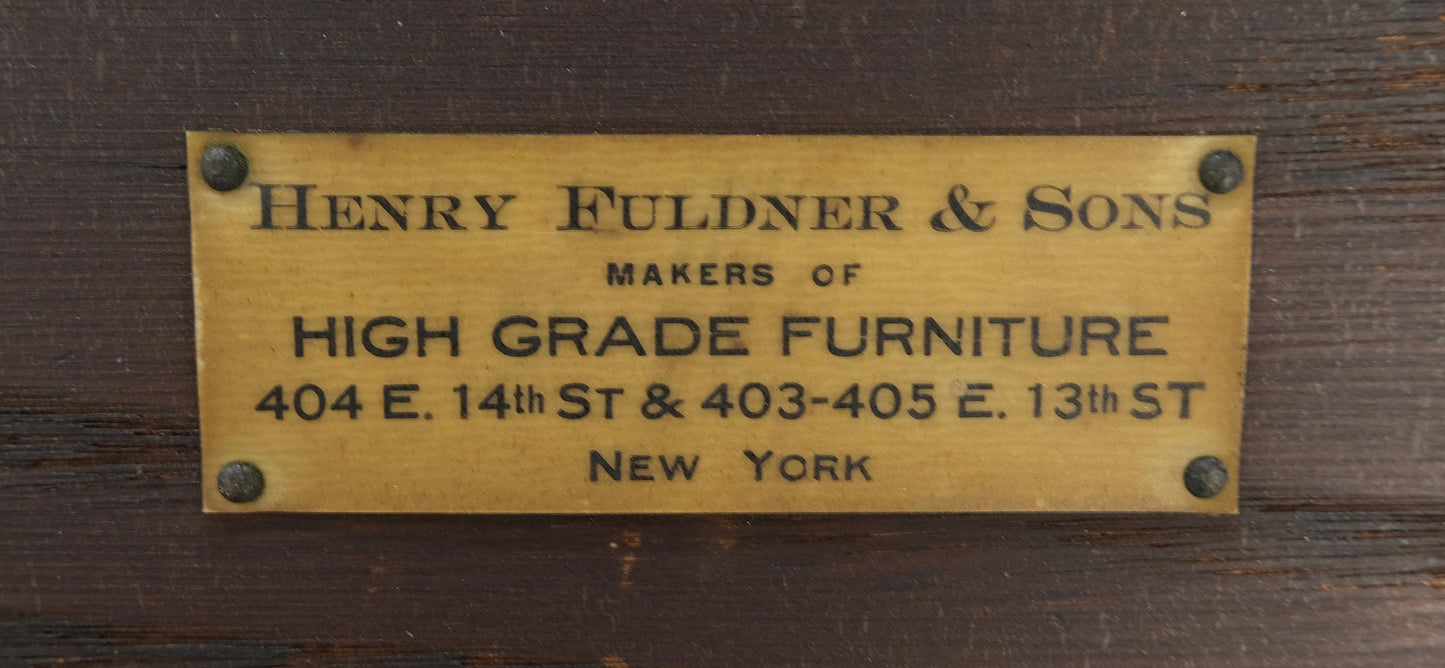 HENRY FULDNER & SONS
MAKERS OF
HIGH GRADE FURNITURE
404 E. 14th ST & 403-405 E. 13th ST
NEW YORK